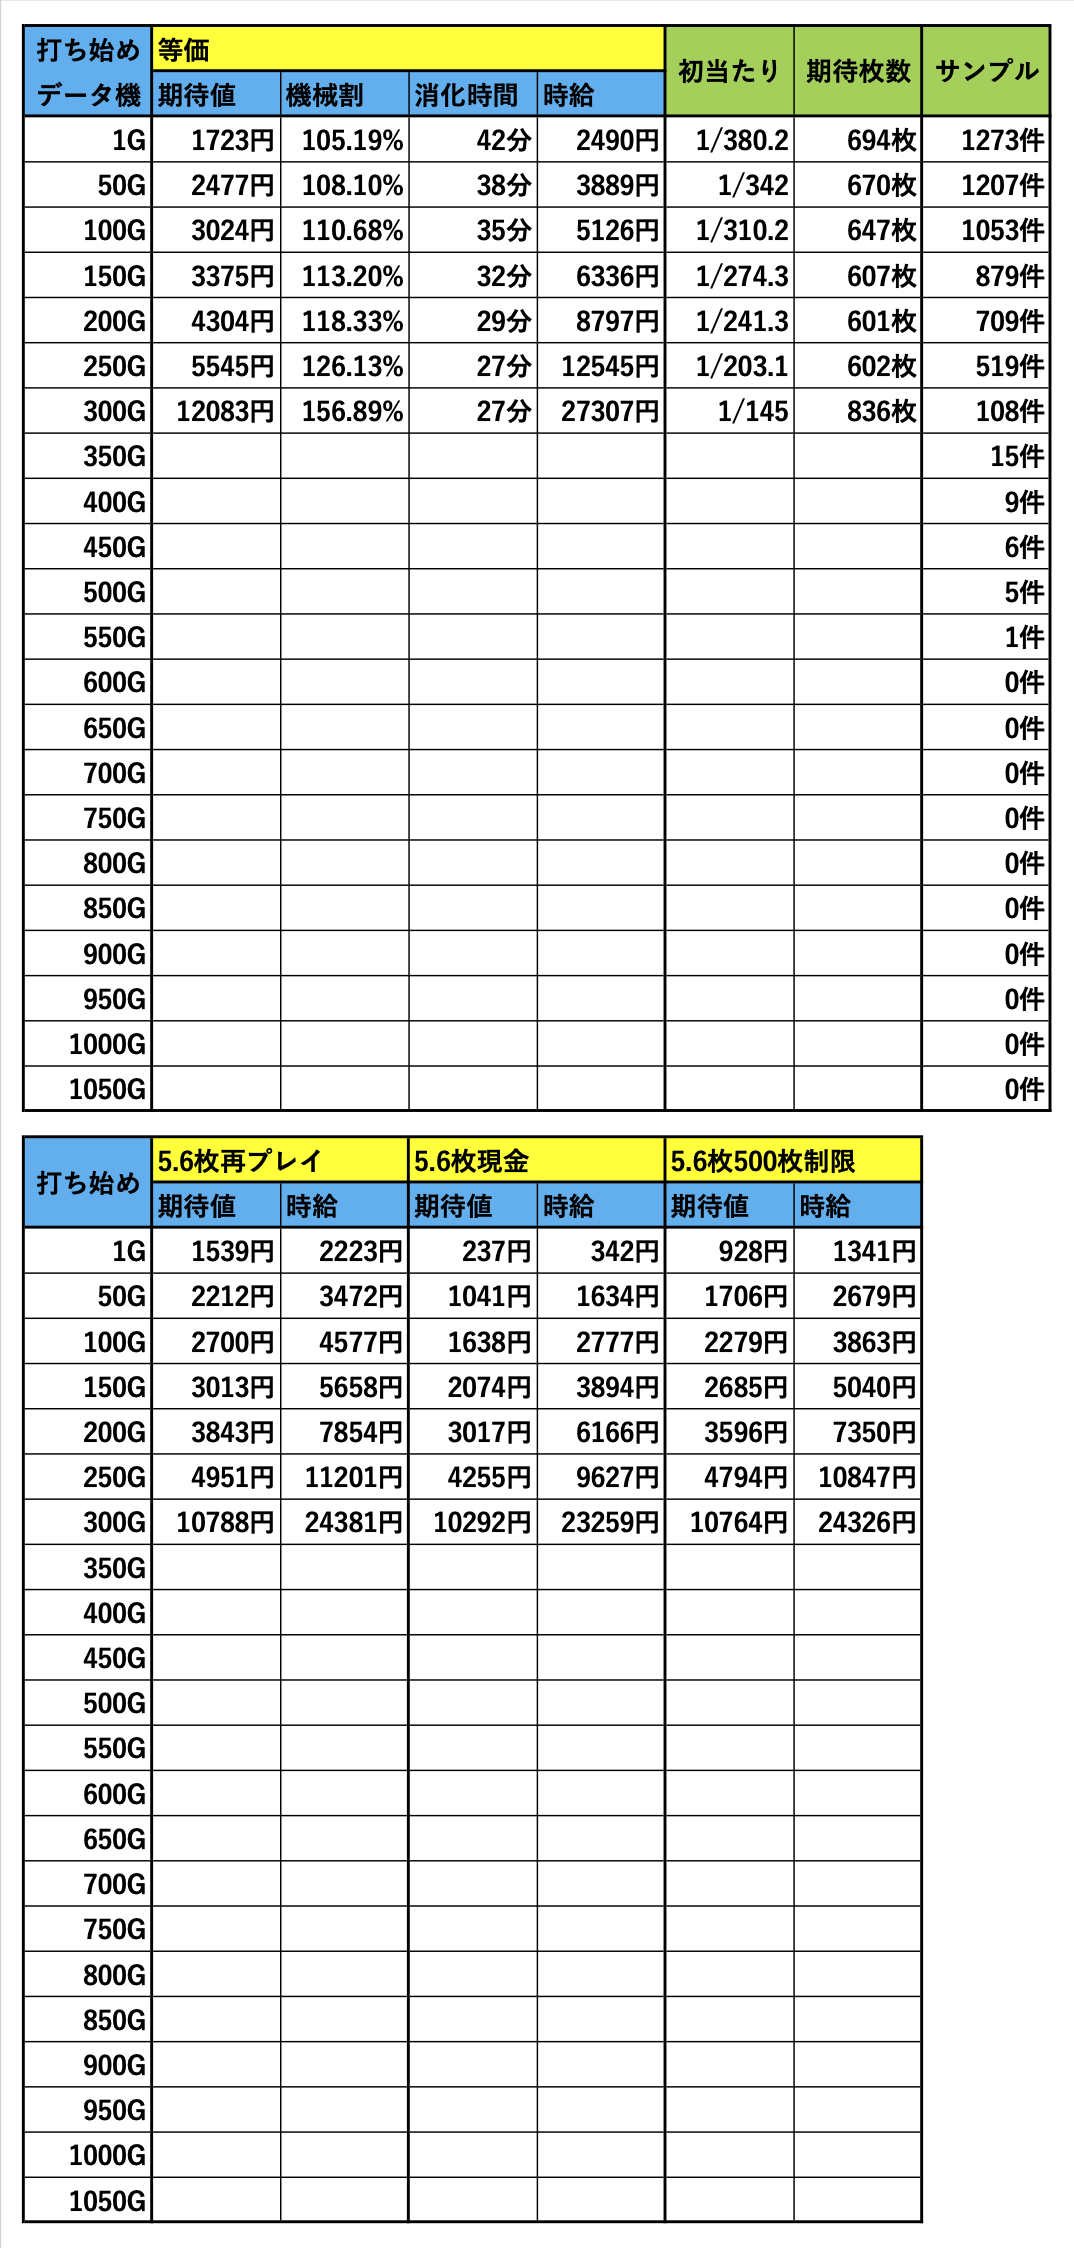 打ち始め 等価 初当たり 期待枚数 サンプル
データ機 期待値 機械割 消化時間 時給
1G 1723円 105.19% 42分 2490円 1/380.2 694枚 1273件
50G 2477円 108.10% 38分 3889円 1/342 670枚 1207件
100G 3024円 110.68% 35分 5126円 1/310.2 647枚 1053件
150G 3375円 113.20% 32分 6336円 1/274.3 607枚 879件
200G 4304円 118.33% 29分 8797円 1/241.3 601枚 709件
250G 5545円 126.13% 27分 12545円 1/203.1 602枚 519件
300G 12083円 156.89% 27分 27307円 1/145 836枚 108件
350G 15件
400G 9件
450G 6件
500G 5件
550G 1件
600G 0件
650G 0件
700G 0件
750G 0件
800G 0件
850G 0件
900G 0件
950G 0件
1000G 0件
1050G 0件
打ち始め 5.6枚再プレイ 5.6枚現金 5.6枚500枚制限
期待値 時給 期待値 時給 期待値 時給
1G 1539円 2223円 237円 342円 928円 1341円
50G 2212円 3472円 1041円 1634円 1706円 2679円
100G 2700円 4577円 1638円 2777円 2279円 3863円
150G 3013円 5658円 2074円 3894円 2685円 5040円
200G 3843円 7854円 3017円 6166円 3596円 7350円
250G 4951円 11201円 4255円 9627円 4794円 10847円
300G 10788円 24381円 10292円 23259円 10764円 24326円
350G
400G
450G
500G
550G
600G
650G
700G
750G
800G
850G
900G
950G
1000G
1050G